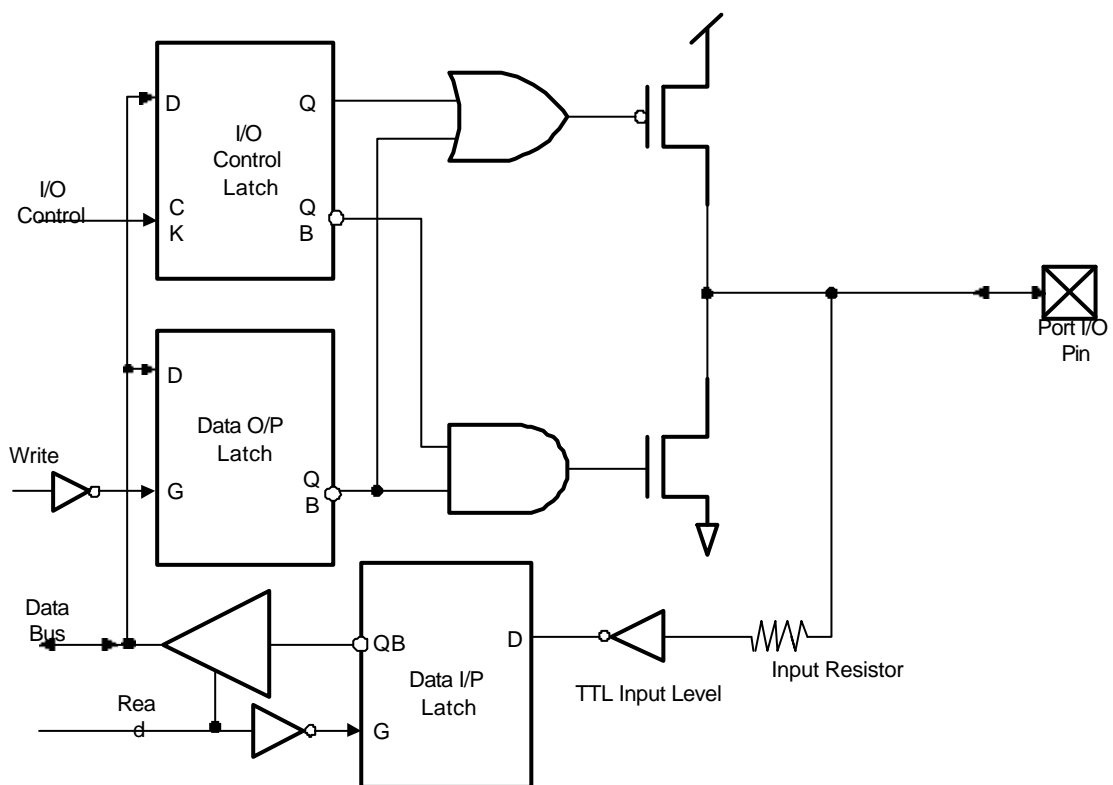 D
Q
I/O
Control
Latch
I/O
Control
C
K
Q
B
Port I/O
Pin
D
Data O/P
Latch
Write
G
Q
B
Data
Bus
QB
D
Data I/P
Latch
TTL Input Level
Input Resistor
Rea
d
G